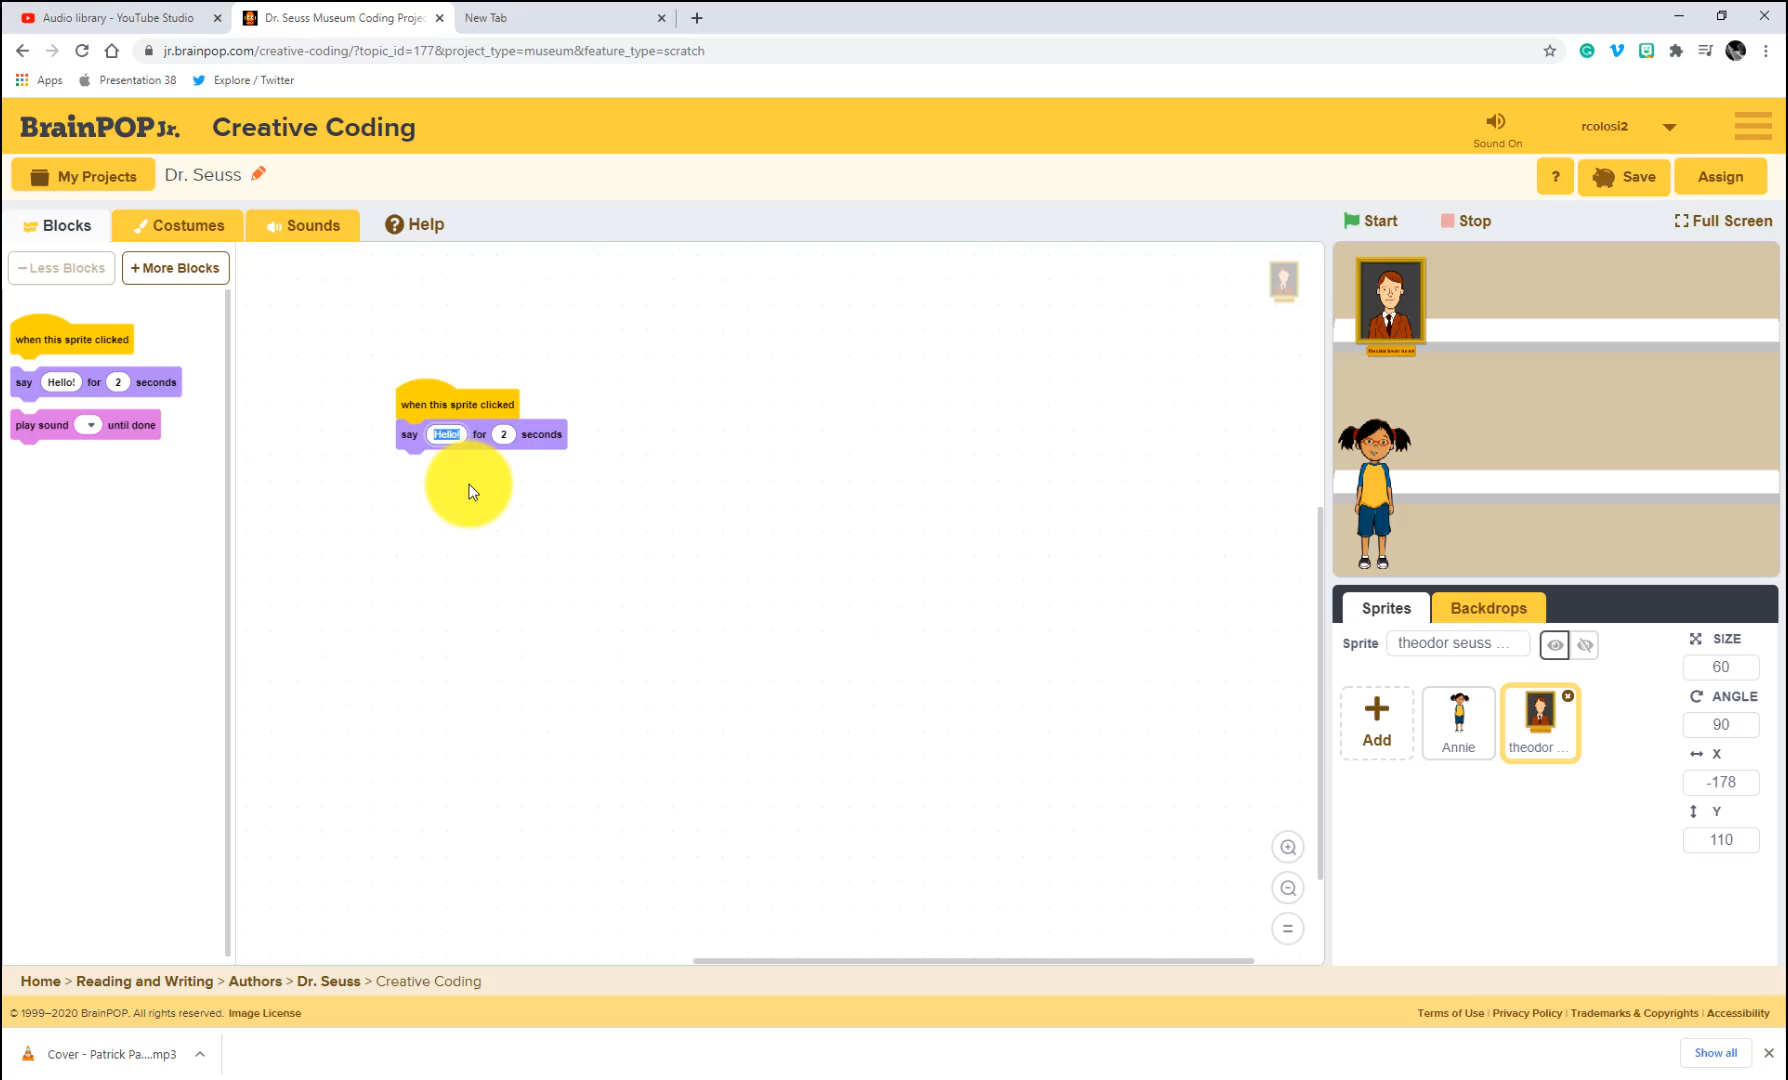 Audio library - YouTube Studio
Dr. Seuss Museum Coding Projec
New Tab
jr.brainpop.com/creative-coding/?topic_id=177&project_type=museum&feature_type=scratch
Apps
Presentation 38
Explore / Twitter
BrainPOP Jr.
Creative Coding
Sound On
rcolosi2
My Projects
Dr. Seuss
?
Save
Assign
Blocks
Costumes
Sounds
? Help
Start
Stop
Full Screen
−Less Blocks
+More Blocks
when this sprite clicked
say Hello! for 2 seconds
play sound until done
when this sprite clicked
say Hello! for 2 seconds
Sprites
Backdrops
Sprite
theodor seuss ...
SIZE
60
ANGLE
90
X
-178
Y
110
+
Add
Annie
theodor ...
=
Home > Reading and Writing > Authors > Dr. Seuss > Creative Coding
© 1999–2020 BrainPOP. All rights reserved. Image License
Terms of Use | Privacy Policy | Trademarks & Copyrights | Accessibility
Cover - Patrick Pa....mp3
Show all